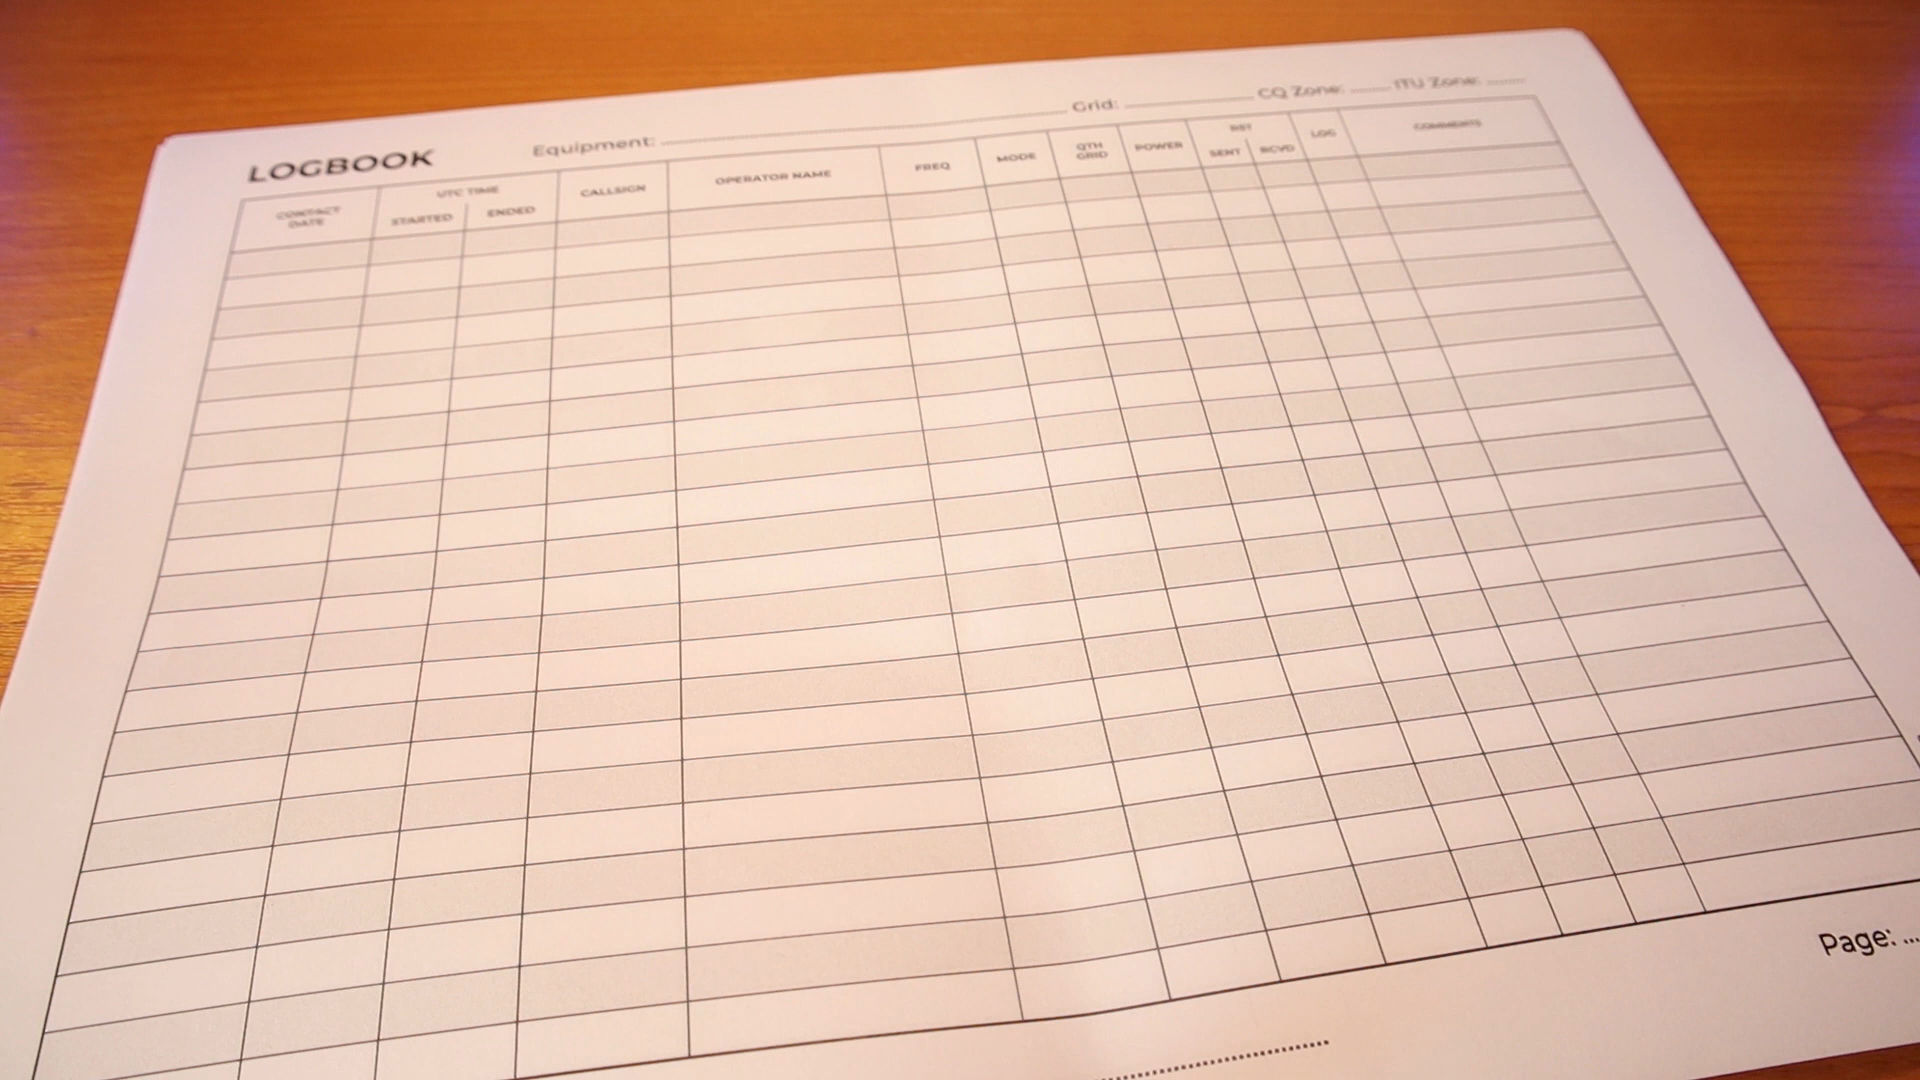 LOGBOOK Equipment: Grid: CQ Zone: ITU Zone:
CONTACT DATE UTC TIME STARTED ENDED CALLSIGN OPERATOR NAME FREQ MODE QTH GRID POWER RST SENT RCVD LOG COMMENTS
Page: